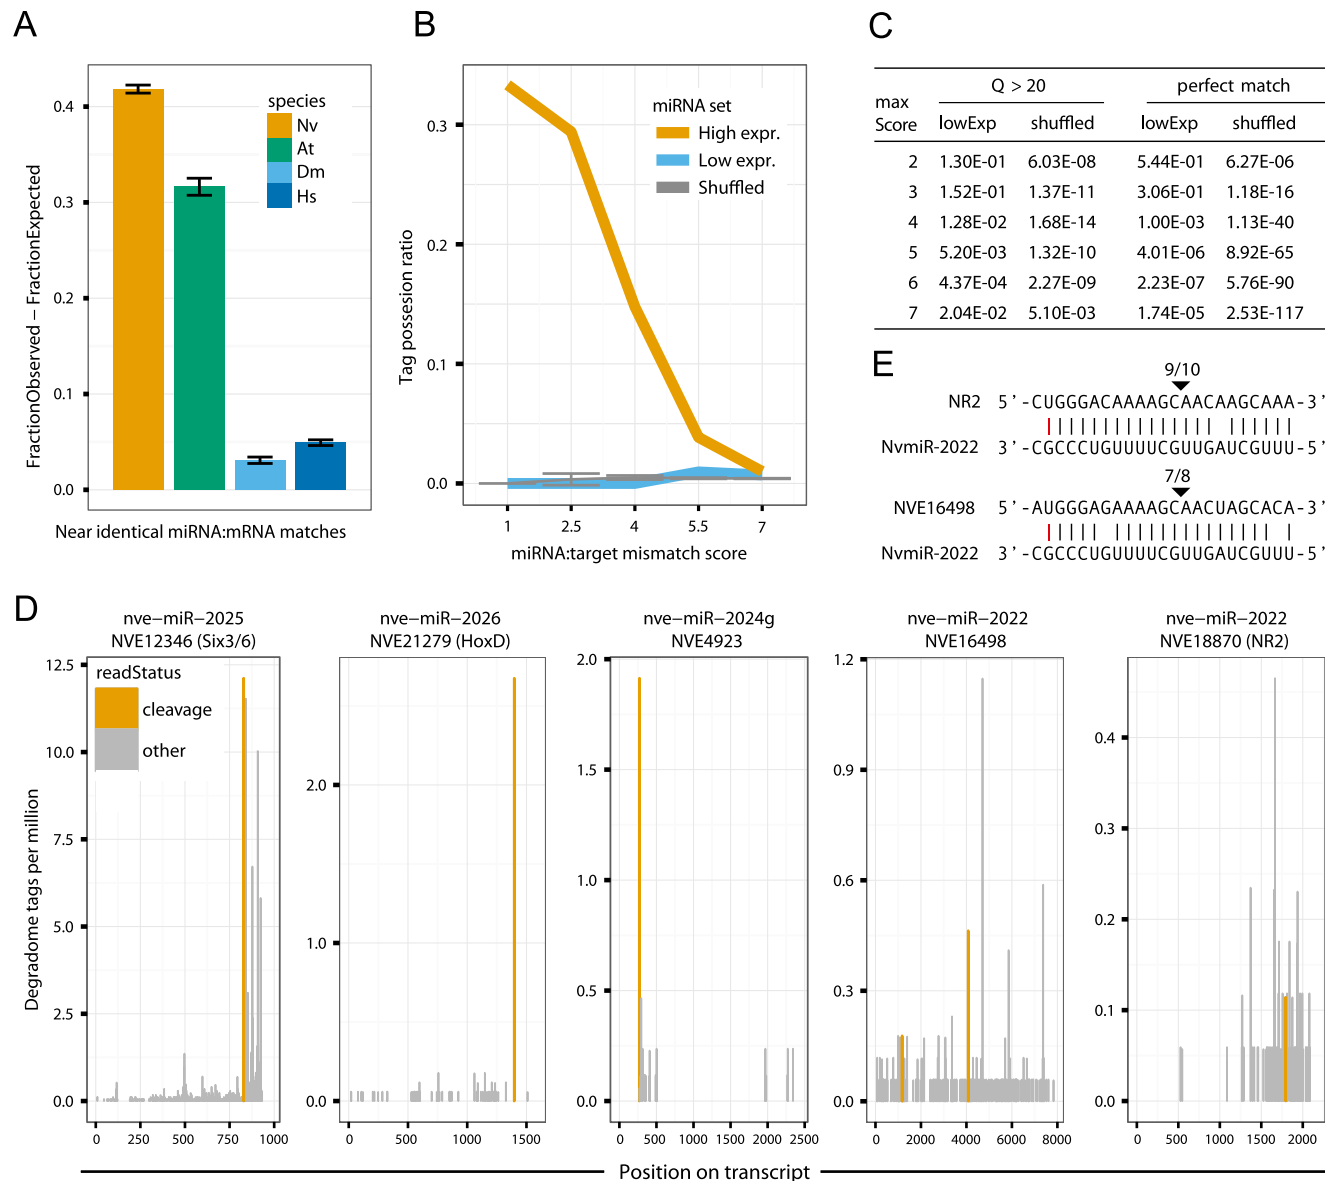 A
0.4
0.3
0.2
0.1
0.0
FractionObserved – FractionExpected
species
Nv
At
Dm
Hs
Near identical miRNA:mRNA matches
B
0.3
0.2
0.1
0.0
Tag possesion ratio
miRNA set
High expr.
Low expr.
Shuffled
1 2.5 4 5.5 7
miRNA:target mismatch score
C
Q > 20 perfect match
max Score lowExp shuffled lowExp shuffled
2 1.30E-01 6.03E-08 5.44E-01 6.27E-06
3 1.52E-01 1.37E-11 3.06E-01 1.18E-16
4 1.28E-02 1.68E-14 1.00E-03 1.13E-40
5 5.20E-03 1.32E-10 4.01E-06 8.92E-65
6 4.37E-04 2.27E-09 2.23E-07 5.76E-90
7 2.04E-02 5.10E-03 1.74E-05 2.53E-117
E
9/10
NR2 5'-CUGGGACAAAAGCAACAAGCAAA-3'
NvmiR-2022 3'-CGCCCUGUUUUCGUUGAUCGUUU-5'
7/8
NVE16498 5'-AUGGGAGAAAAGCAACUAGCACA-3'
NvmiR-2022 3'-CGCCCUGUUUUCGUUGAUCGUUU-5'
D
Degradome tags per million
nve–miR–2025
NVE12346 (Six3/6)
readStatus
cleavage
other
12.5
10.0
7.5
5.0
2.5
0.0
0 250 500 750 1000
nve–miR–2026
NVE21279 (HoxD)
2.0
1.0
0.0
0 500 1000 1500
nve–miR–2024g
NVE4923
2.0
1.5
1.0
0.5
0.0
0 500 1000 1500 2000 2500
nve–miR–2022
NVE16498
1.2
0.9
0.6
0.3
0.0
0 2000 4000 6000 8000
nve–miR–2022
NVE18870 (NR2)
0.4
0.3
0.2
0.1
0.0
0 500 1000 1500 2000
Position on transcript